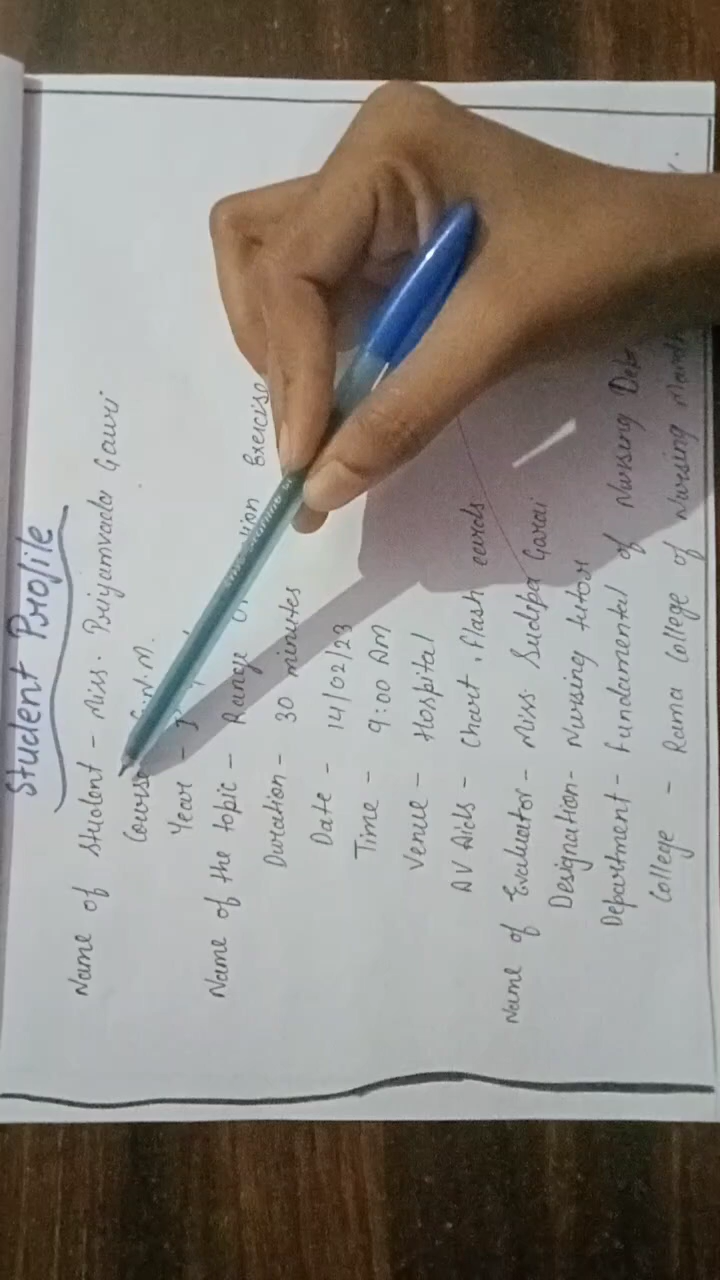 Student Profile
Name of Student - Miss. Priyamvada Gauri
Course G.N.M.
Year -
Name of the topic - Range Exercise
Duration - 30 minutes
Date - 14/02/23
Time - 9:00 AM
Venue - Hospital
AV Aids - Chart, flash cards
Name of Evaluator - Miss. Sudipa Garai
Designation - Nursing tutor
Department - fundamental of Nursing
College - Rama College of Nursing